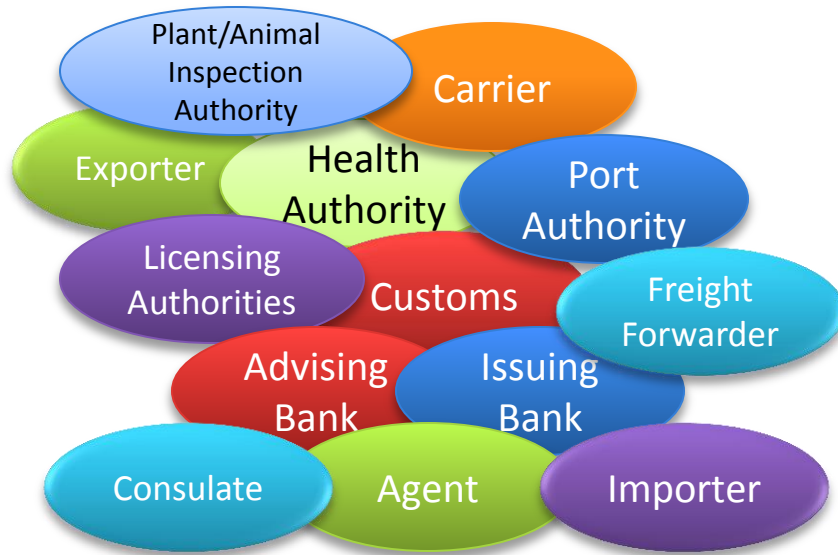 Plant/Animal
Inspection
Authority
Carrier
Exporter
Health
Authority
Port
Authority
Licensing
Authorities
Customs
Freight
Forwarder
Advising
Bank
Issuing
Bank
Consulate
Agent
Importer